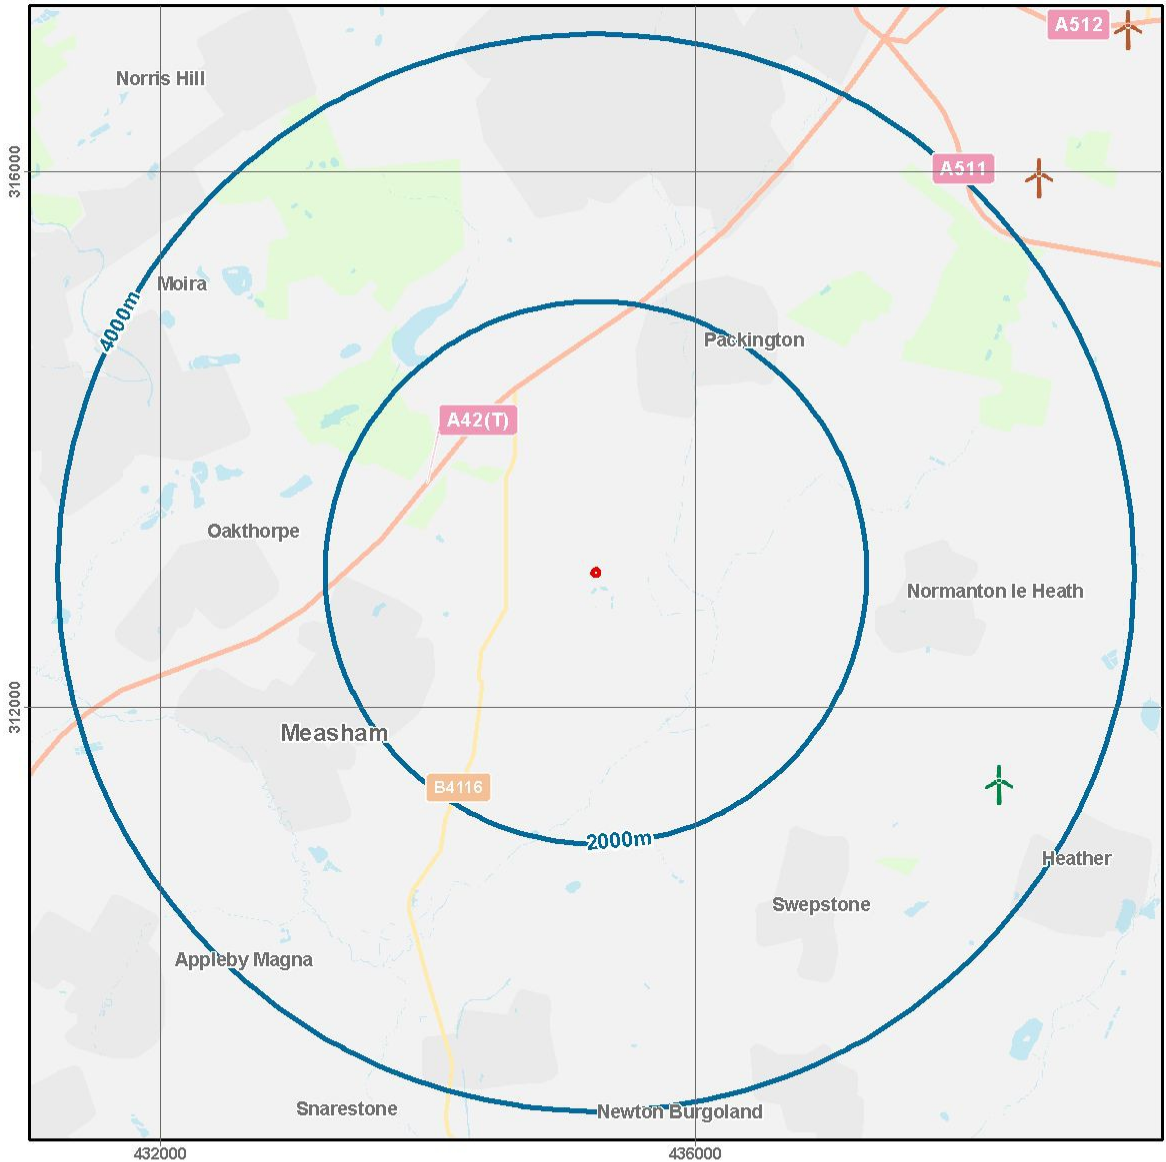 A512
Norris Hill
316000
A511
Moira
4000m
Packington
A42(T)
Oakthorpe
Normanton le Heath
312000
Measham
B4116
2000m
Heather
Swepstone
Appleby Magna
Snarestone
Newton Burgoland
432000
436000